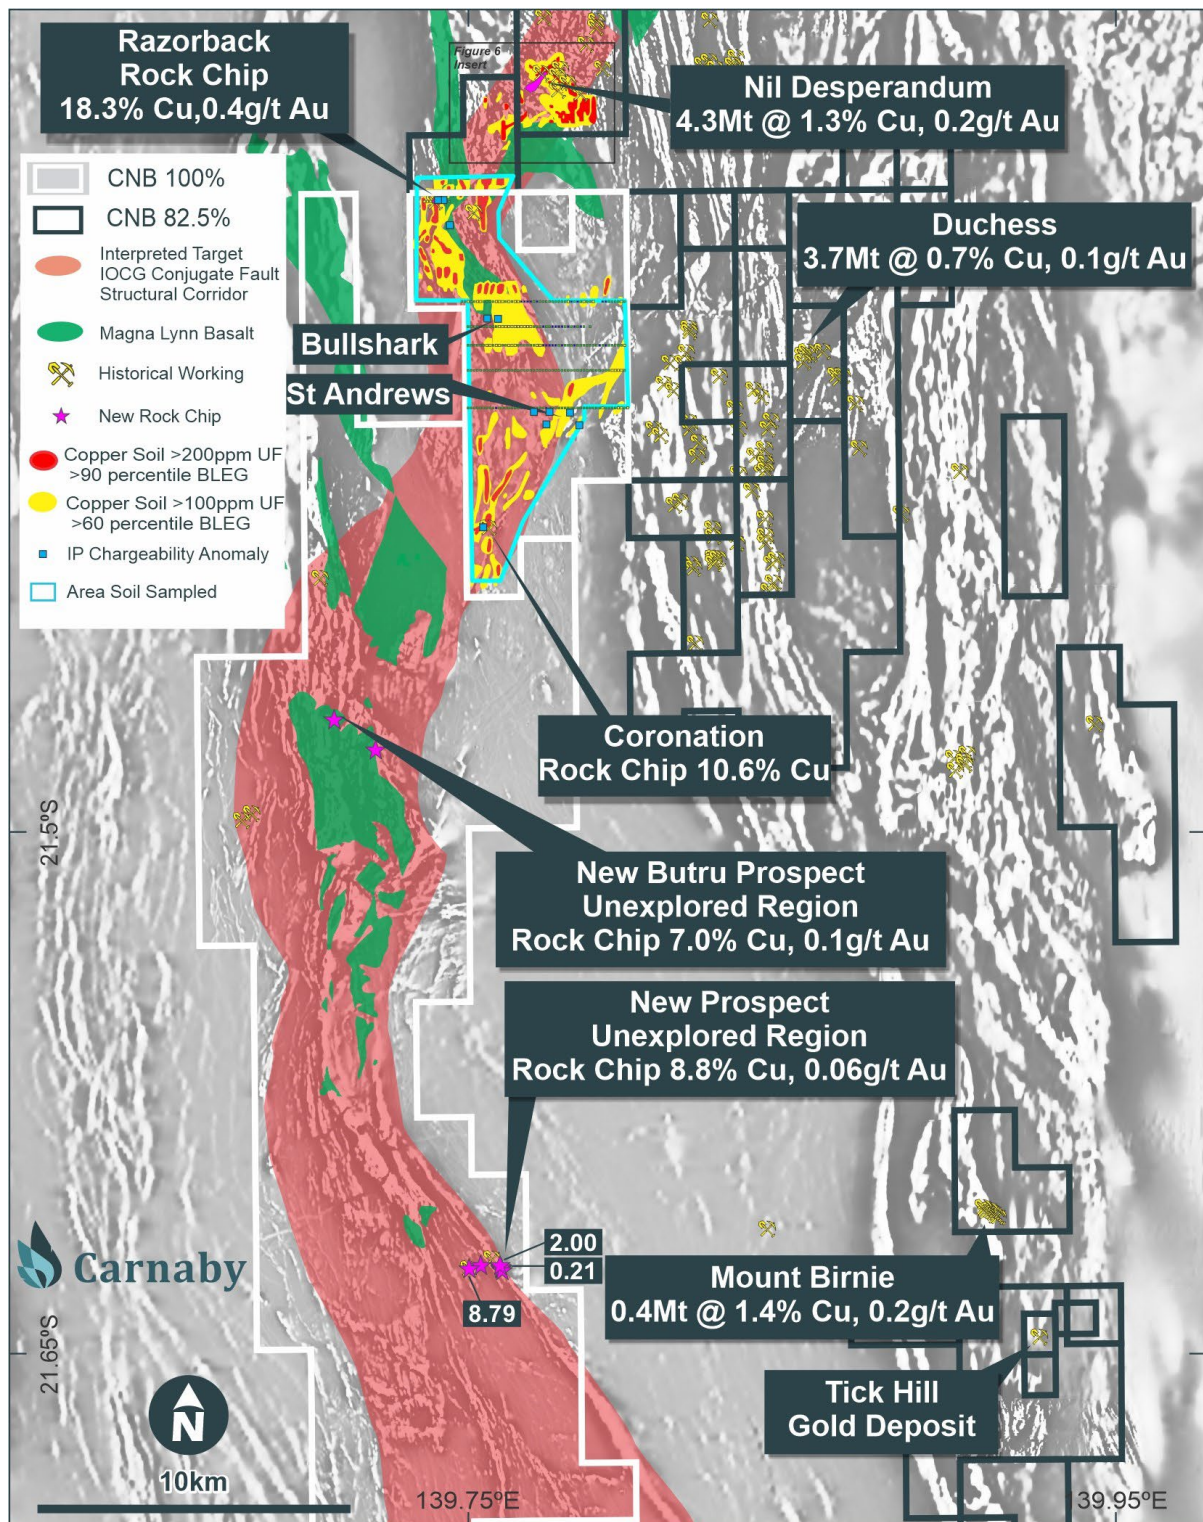 Razorback
Rock Chip
18.3% Cu,0.4g/t Au
Figure 6
Insert
Nil Desperandum
4.3Mt @ 1.3% Cu, 0.2g/t Au
CNB 100%
CNB 82.5%
Interpreted Target
IOCG Conjugate Fault
Structural Corridor
Magna Lynn Basalt
Historical Working
New Rock Chip
Copper Soil >200ppm UF
>90 percentile BLEG
Copper Soil >100ppm UF
>60 percentile BLEG
IP Chargeability Anomaly
Area Soil Sampled
Duchess
3.7Mt @ 0.7% Cu, 0.1g/t Au
Bullshark
St Andrews
Coronation
Rock Chip 10.6% Cu
21.5ºS
New Butru Prospect
Unexplored Region
Rock Chip 7.0% Cu, 0.1g/t Au
New Prospect
Unexplored Region
Rock Chip 8.8% Cu, 0.06g/t Au
2.00
0.21
8.79
Carnaby
Mount Birnie
0.4Mt @ 1.4% Cu, 0.2g/t Au
21.65ºS
Tick Hill
Gold Deposit
N
10km
139.75ºE
139.95ºE